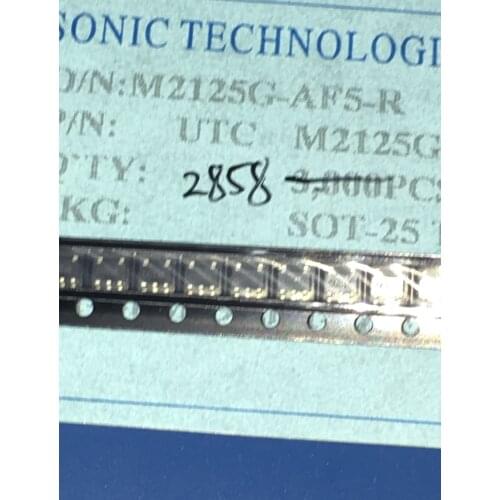 SONIC TECHNOLOGI
O/N:M2125G-AF5-R
P/N: UTC M2125G
Q'TY: 2858 3,000PCS
KG: SOT-25 T